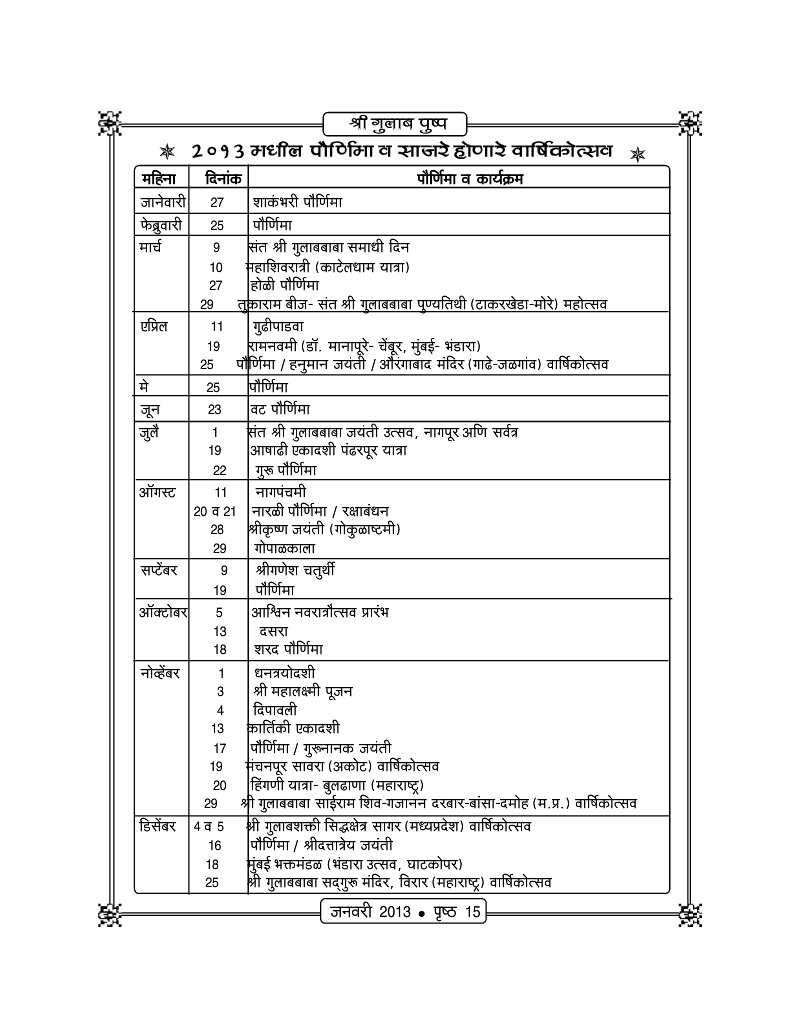 श्री गुलाब पुष्प
२०१३ मधील पौर्णिमा व साजरे होणारे वार्षिकोत्सव
महिना दिनांक पौर्णिमा व कार्यक्रम
जानेवारी 27 शाकंभरी पौर्णिमा
फेब्रुवारी 25 पौर्णिमा
मार्च 9 संत श्री गुलाबबाबा समाधी दिन
10 महाशिवरात्री (काटेलधाम यात्रा)
27 होळी पौर्णिमा
29 तुकाराम बीज- संत श्री गुलाबबाबा पुण्यतिथी (टाकरखेडा-मोरे) महोत्सव
एप्रिल 11 गुढीपाडवा
19 रामनवमी (डॉ. मानापूरे- चेंबूर, मुंबई- भंडारा)
25 पौर्णिमा / हनुमान जयंती / औरंगाबाद मंदिर (गाढे-जळगांव) वार्षिकोत्सव
मे 25 पौर्णिमा
जून 23 वट पौर्णिमा
जुलै 1 संत श्री गुलाबबाबा जयंती उत्सव, नागपूर अणि सर्वत्र
19 आषाढी एकादशी पंढरपूर यात्रा
22 गुरू पौर्णिमा
ऑगस्ट 11 नागपंचमी
20 व 21 नारळी पौर्णिमा / रक्षाबंधन
28 श्रीकृष्ण जयंती (गोकुळाष्टमी)
29 गोपाळकाला
सप्टेंबर 9 श्रीगणेश चतुर्थी
19 पौर्णिमा
ऑक्टोबर 5 आश्विन नवरात्रौत्सव प्रारंभ
13 दसरा
18 शरद पौर्णिमा
नोव्हेंबर 1 धनत्रयोदशी
3 श्री महालक्ष्मी पूजन
4 दिपावली
13 कार्तिकी एकादशी
17 पौर्णिमा / गुरूनानक जयंती
19 मंचनपूर सावरा (अकोट) वार्षिकोत्सव
20 हिंगणी यात्रा- बुलढाणा (महाराष्ट्र)
29 श्री गुलाबबाबा साईराम शिव-गजानन दरबार-बांसा-दमोह (म.प्र.) वार्षिकोत्सव
डिसेंबर 4 व 5 श्री गुलाबशक्ती सिद्धक्षेत्र सागर (मध्यप्रदेश) वार्षिकोत्सव
16 पौर्णिमा / श्रीदत्तात्रेय जयंती
18 मुंबई भक्तमंडळ (भंडारा उत्सव, घाटकोपर)
25 श्री गुलाबबाबा सद्‌गुरू मंदिर, विरार (महाराष्ट्र) वार्षिकोत्सव
जनवरी 2013 ● पृष्ठ 15